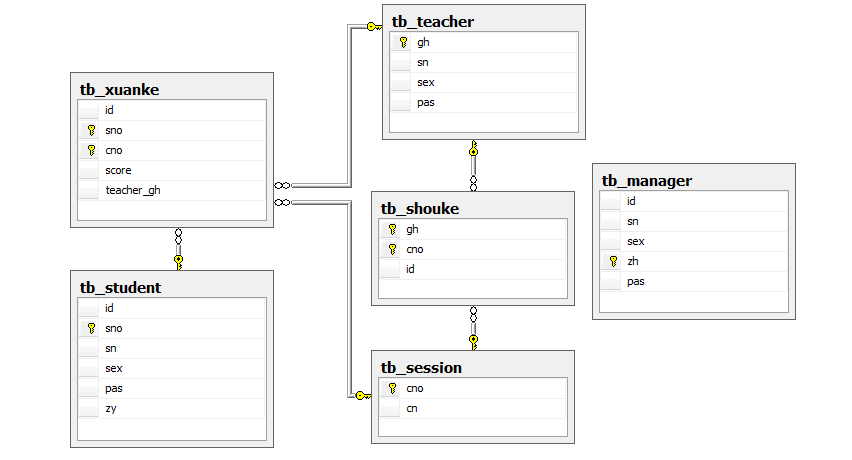 tb_teacher
gh
sn
sex
pas
tb_xuanke
id
sno
cno
score
teacher_gh
tb_manager
id
sn
sex
zh
pas
tb_shouke
gh
cno
id
tb_student
id
sno
sn
sex
pas
zy
tb_session
cno
cn